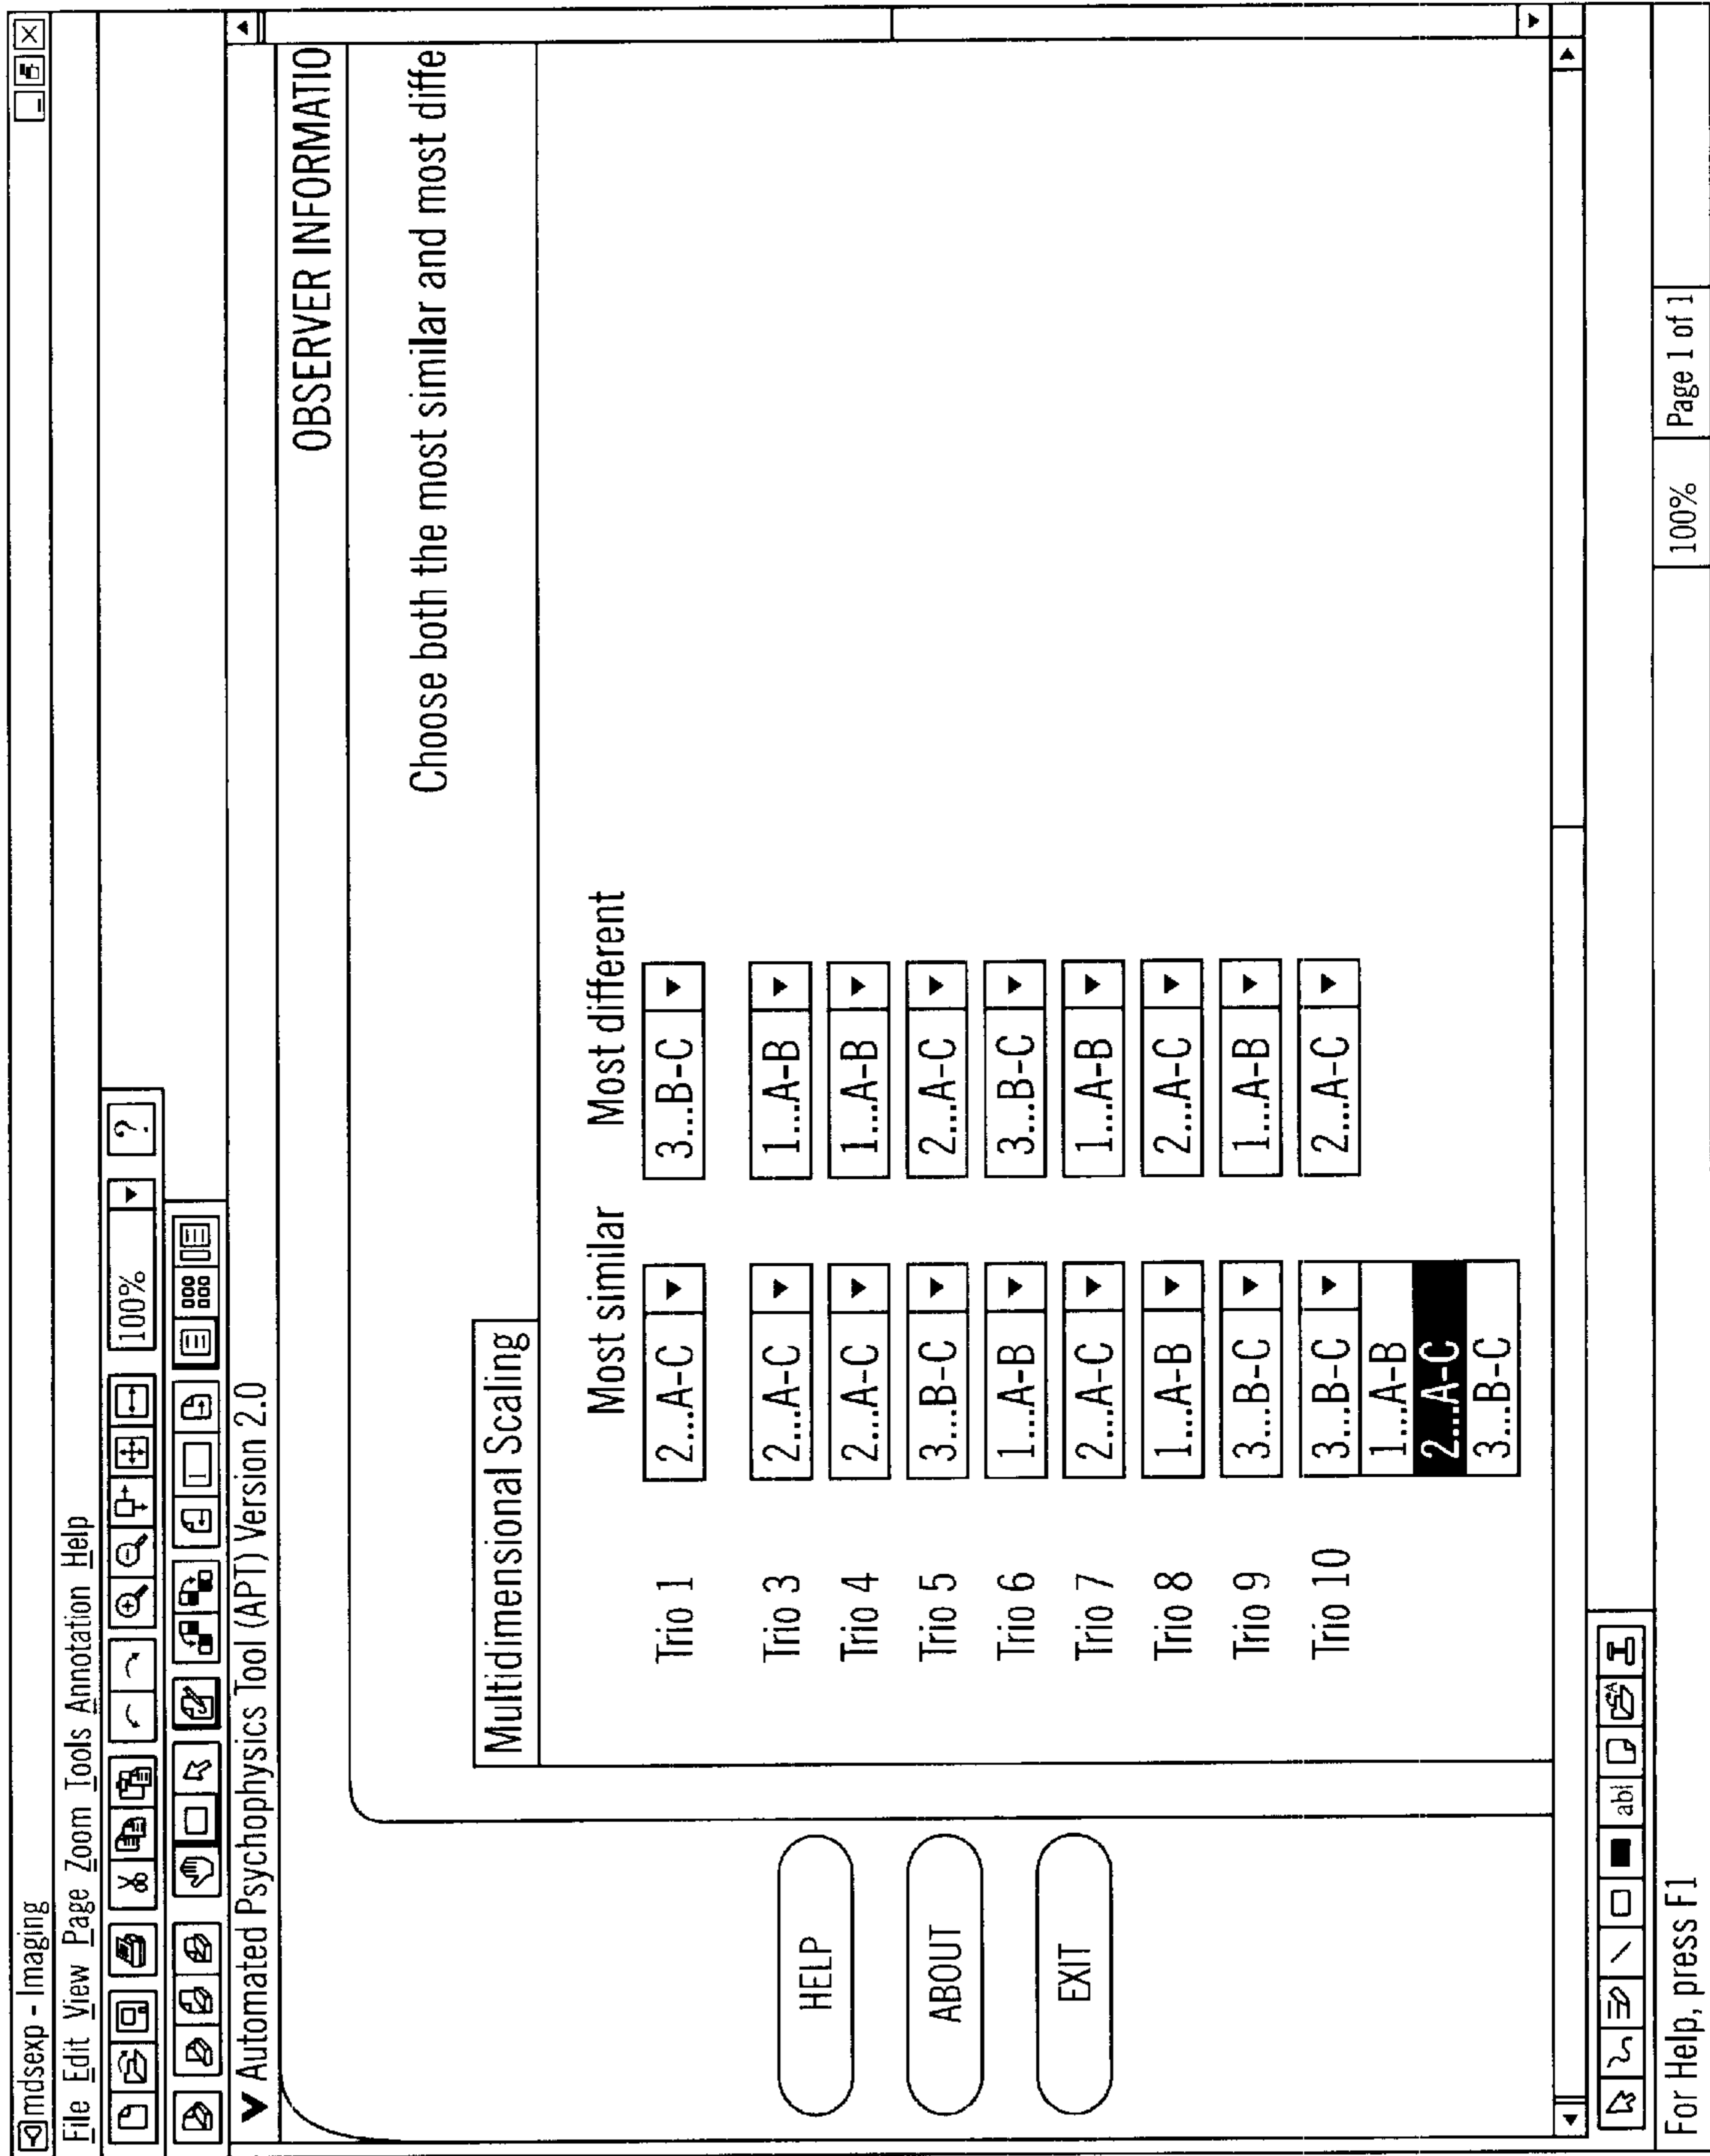 mdsexp - Imaging
File Edit View Page Zoom Tools Annotation Help
100% ?
Automated Psychophysics Tool (APT) Version 2.0
OBSERVER INFORMATIO
Choose both the most similar and most diffe
Multidimensional Scaling
Most similar Most different
Trio 1 2...A-C 3...B-C
Trio 3 2...A-C 1...A-B
Trio 4 2...A-C 1...A-B
Trio 5 3...B-C 2...A-C
Trio 6 1...A-B 3...B-C
Trio 7 2...A-C 1...A-B
Trio 8 1...A-B 2...A-C
Trio 9 3...B-C 1...A-B
Trio 10 3...B-C 2...A-C
1...A-B
2...A-C
3...B-C
HELP
ABOUT
EXIT
abl
For Help, press F1 100% Page 1 of 1